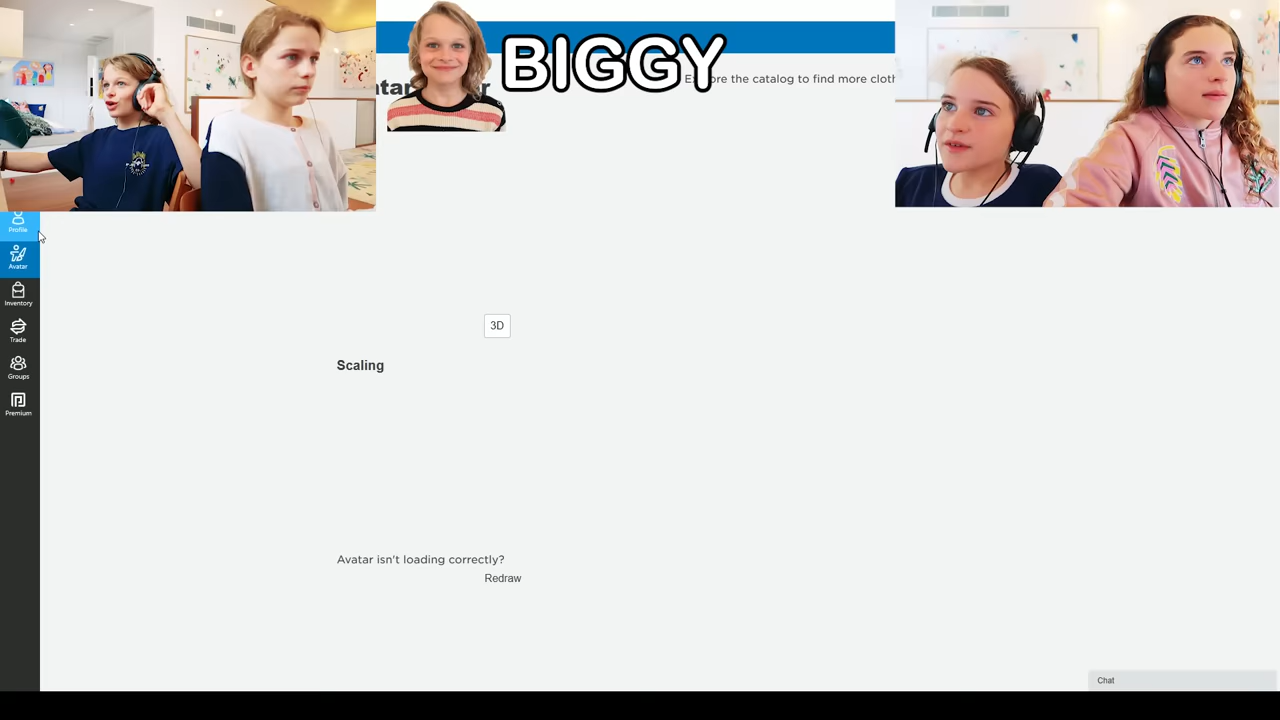 BIGGY
Explore the catalog to find more cloth
Profile
Avatar
Inventory
Trade
Groups
Premium
3D
Scaling
Avatar isn't loading correctly?
Redraw
Chat